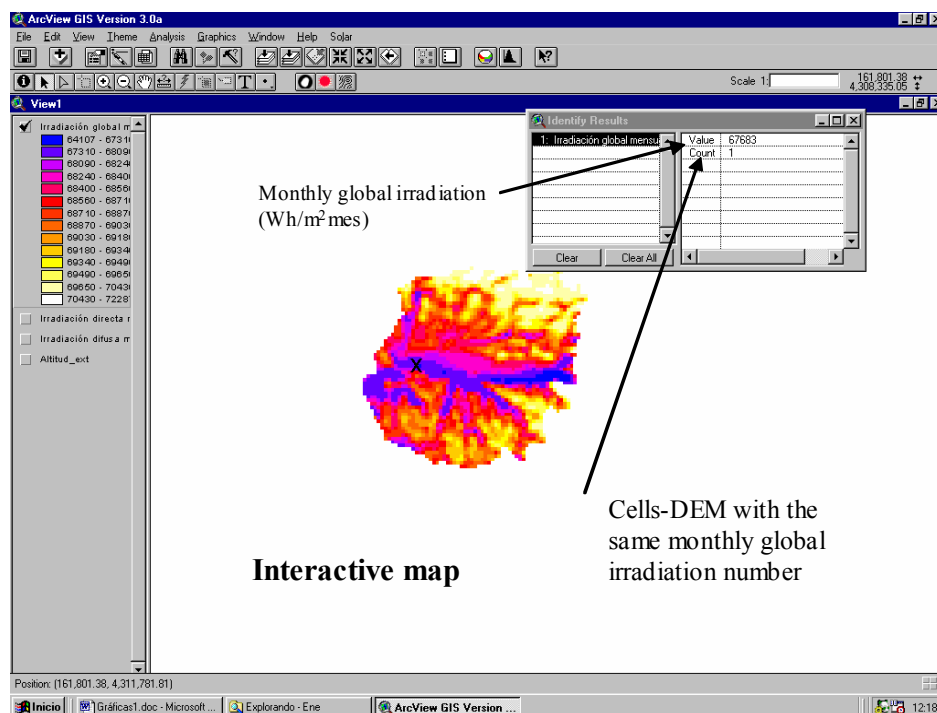 ArcView GIS Version 3.0a
File Edit View Theme Analysis Graphics Window Help Solar
Scale 1:
161,801.38
4,308,335.05
View1
Irradiación global m
64107 - 6731
67310 - 6809
68090 - 6824
68240 - 6840
68400 - 6856
68560 - 6871
68710 - 6887
68870 - 6903
69030 - 6918
69180 - 6934
69340 - 6949
69490 - 6965
69650 - 7043
70430 - 7228
Irradiación directa
Irradiación difusa m
Altitud_ext
Identify Results
1: Irradiación global mensu
Value 67683
Count 1
Clear Clear All
Monthly global irradiation
(Wh/m² mes)
X
Cells-DEM with the
same monthly global
irradiation number
Interactive map
Position: (161,801.38, 4,311,781.81)
Inicio Gráficas1.doc - Microsoft ... Explorando - Ene ArcView GIS Version ... 12:18